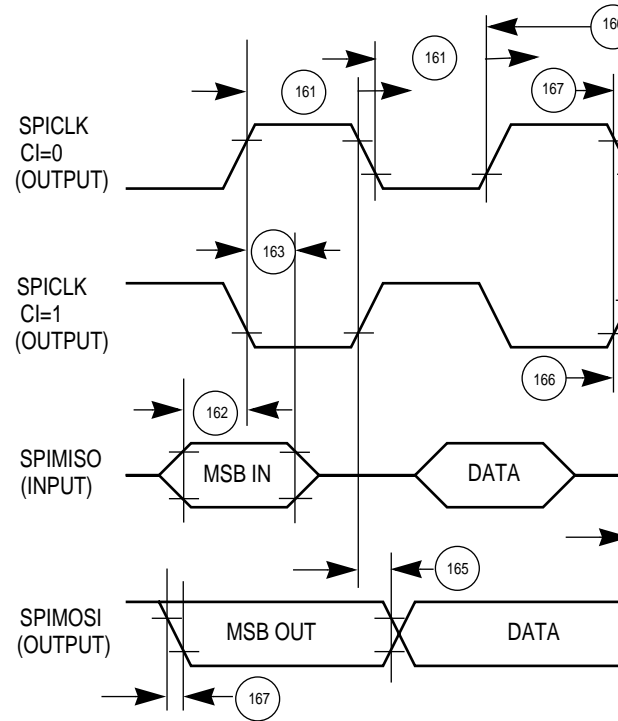 161
161
167
SPICLK
CI=0
(OUTPUT)
163
SPICLK
CI=1
(OUTPUT)
166
162
SPIMISO
(INPUT)
MSB IN
DATA
165
SPIMOSI
(OUTPUT)
MSB OUT
DATA
167